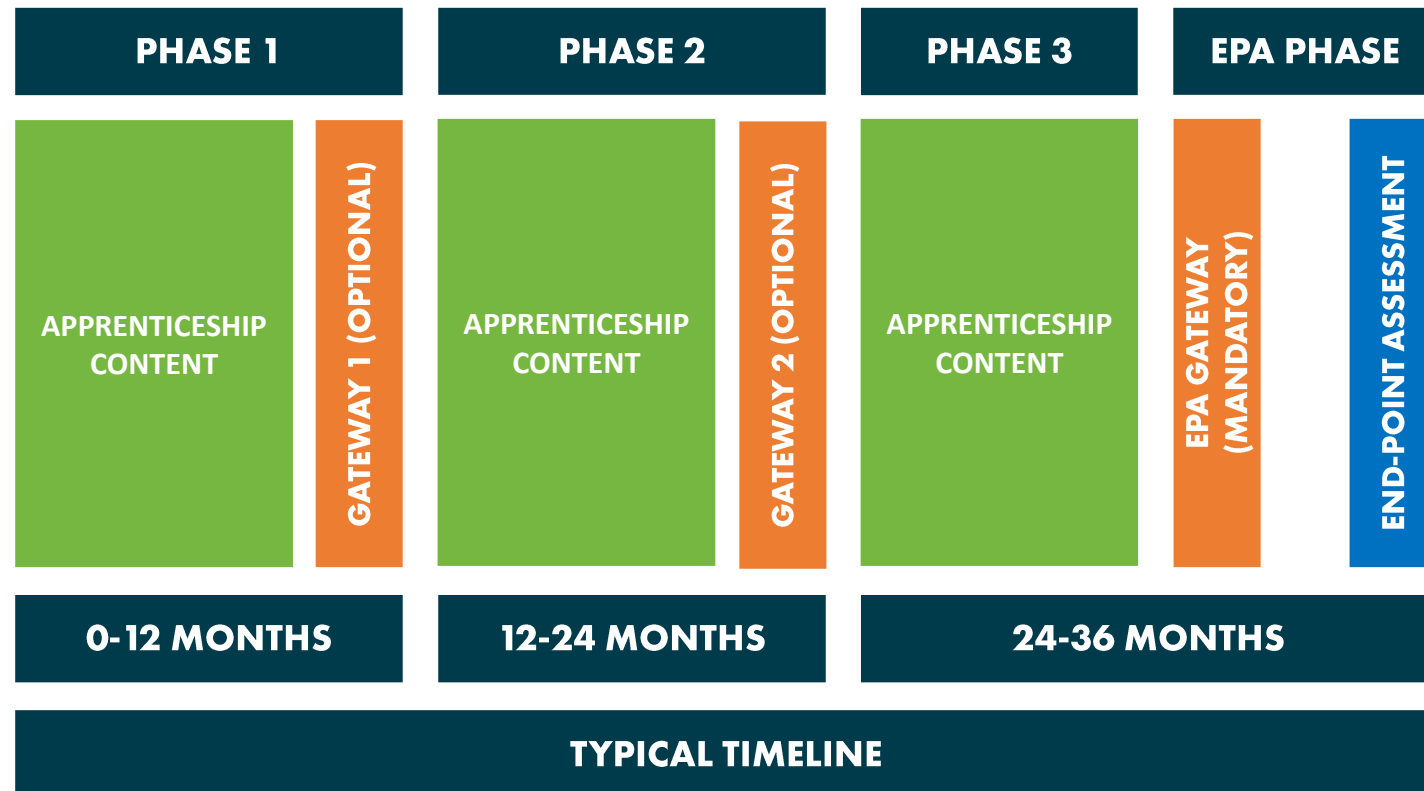 PHASE 1
PHASE 2
PHASE 3
EPA PHASE
APPRENTICESHIP
CONTENT
GATEWAY 1 (OPTIONAL)
APPRENTICESHIP
CONTENT
GATEWAY 2 (OPTIONAL)
APPRENTICESHIP
CONTENT
EPA GATEWAY
(MANDATORY)
END-POINT ASSESSMENT
0-12 MONTHS
12-24 MONTHS
24-36 MONTHS
TYPICAL TIMELINE